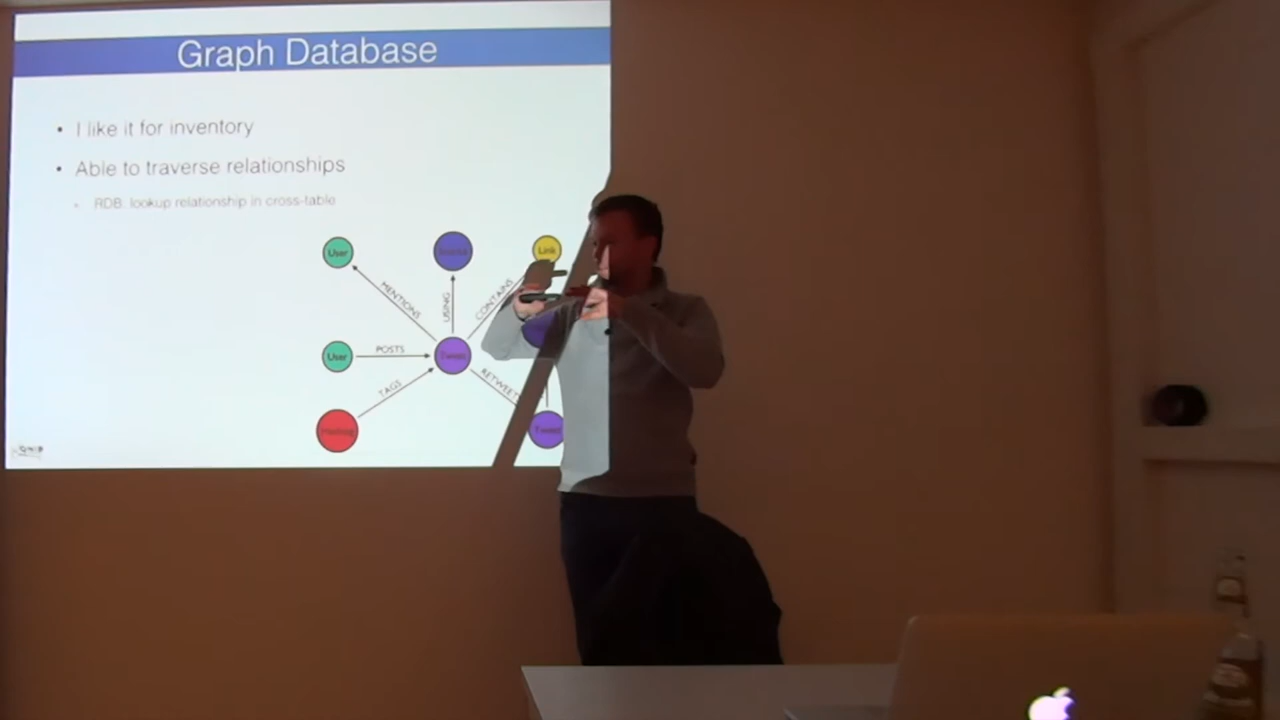 Graph Database
• I like it for inventory
• Able to traverse relationships
RDB: lookup relationship in cross-table
User
Link
MENTIONS
USING
CONTAINS
User
POSTS
Tweet
TAGS
RETWEET
Tweet